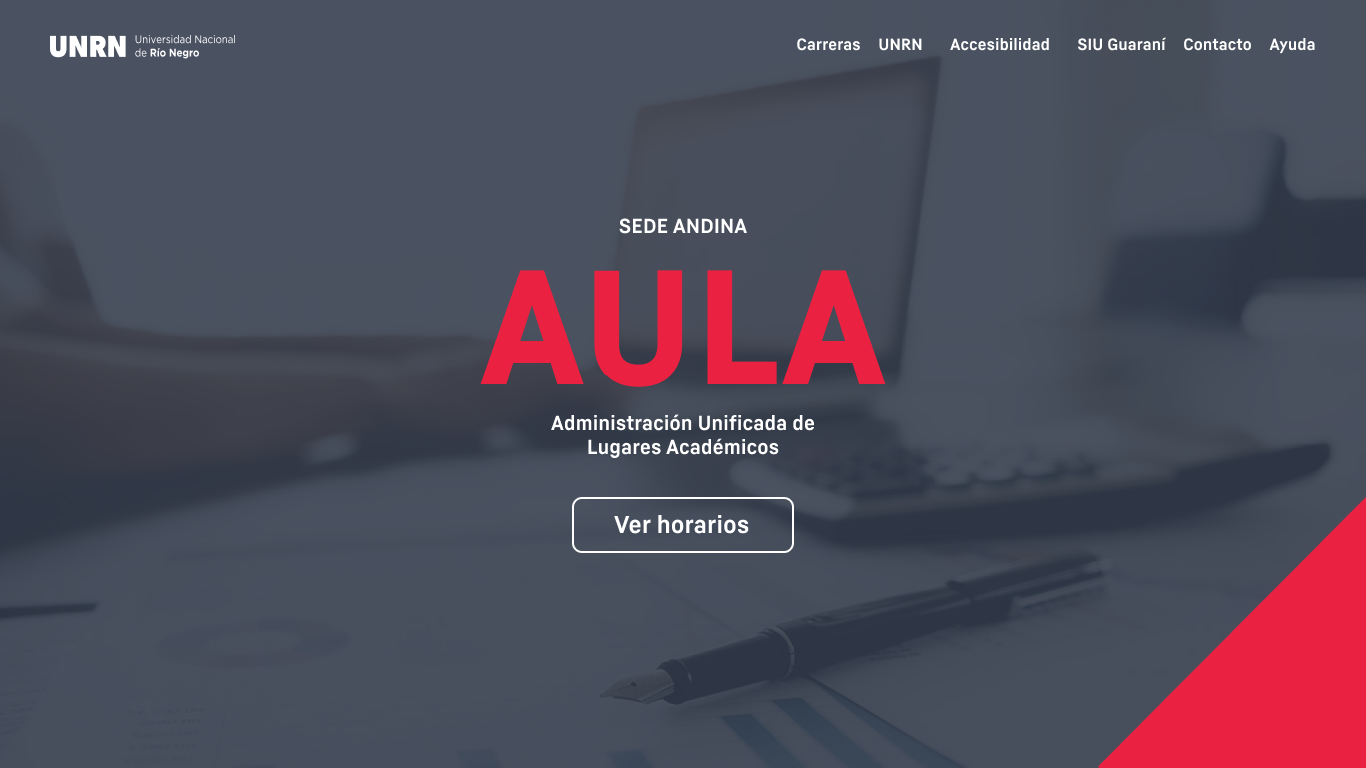 UNRN
Universidad Nacional
de Río Negro
Carreras UNRN Accesibilidad SIU Guaraní Contacto Ayuda
SEDE ANDINA
AULA
Administración Unificada de
Lugares Académicos
Ver horarios